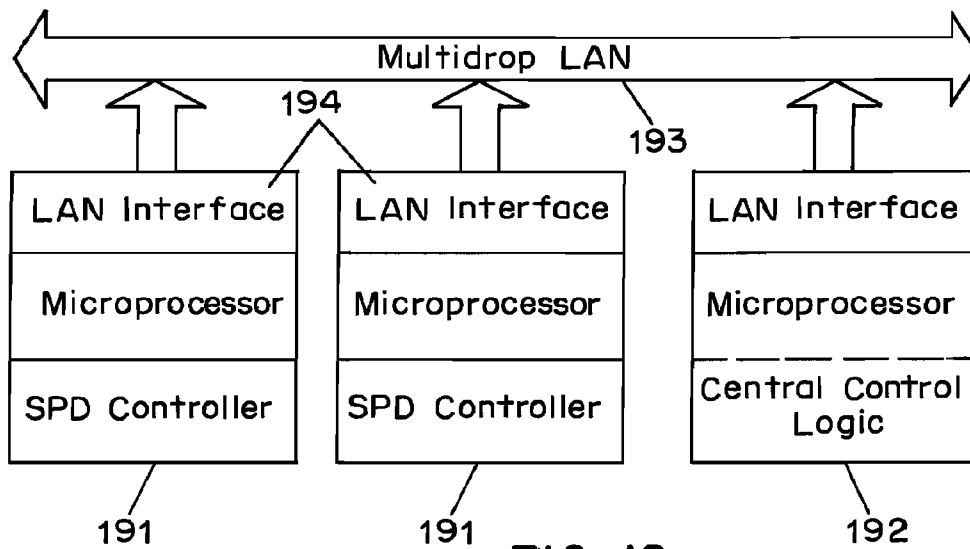 Multidrop LAN
194
193
LAN Interface
LAN Interface
LAN Interface
Microprocessor
Microprocessor
Microprocessor
SPD Controller
SPD Controller
Central Control
Logic
191
191
192